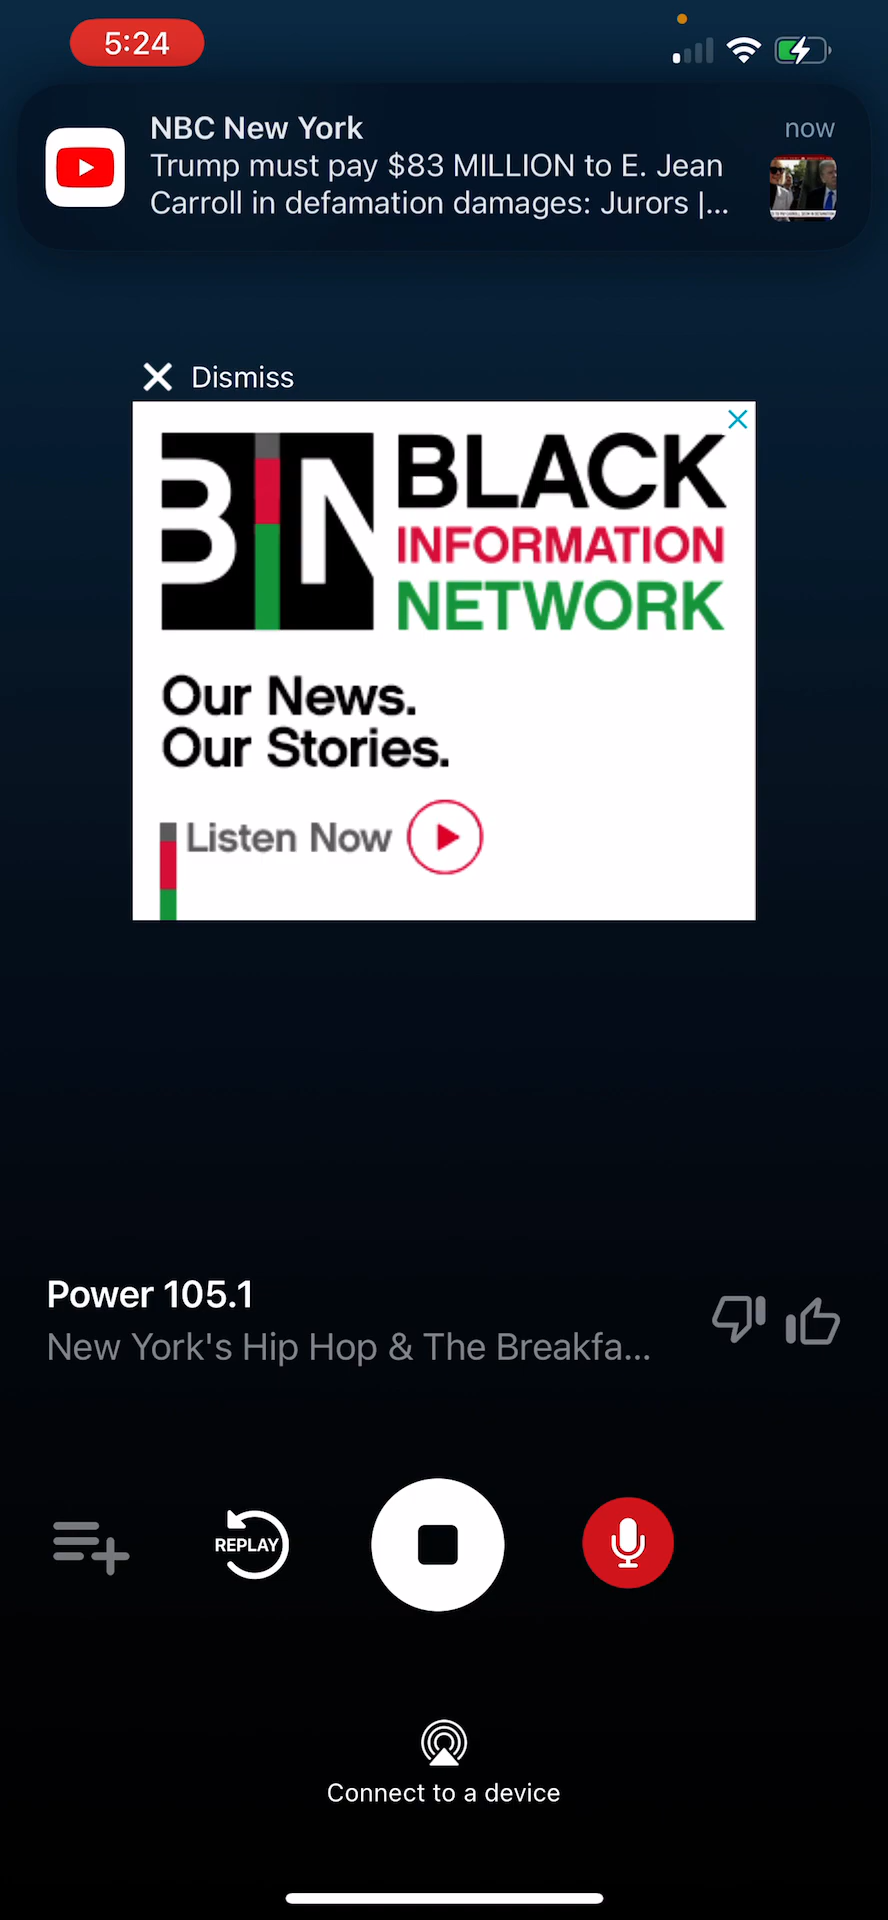 5:24
NBC New York
now
Trump must pay $83 MILLION to E. Jean
Carroll in defamation damages: Jurors |...
Dismiss
BIN
BLACK
INFORMATION
NETWORK
Our News.
Our Stories.
Listen Now
Power 105.1
New York's Hip Hop & The Breakfa...
REPLAY
Connect to a device